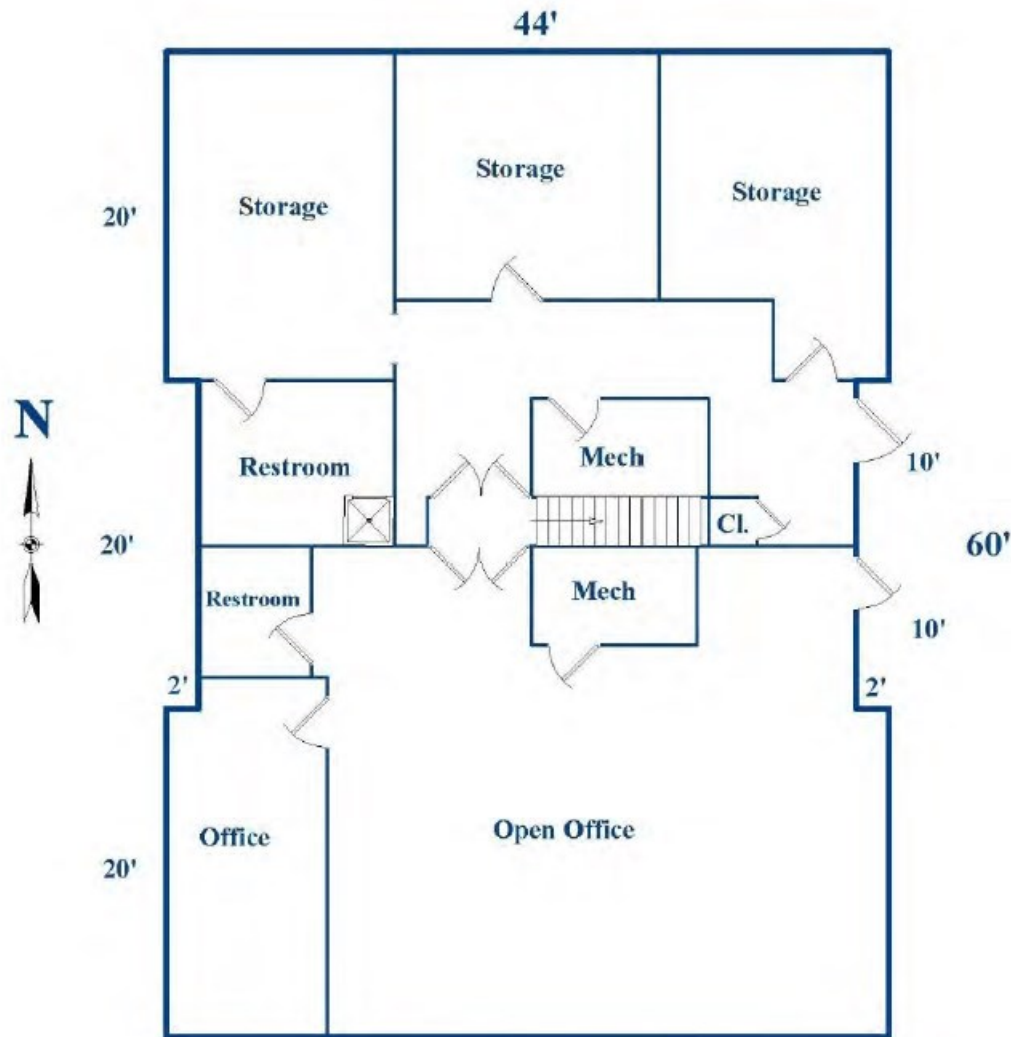 44'
Storage
Storage
Storage
20'
N
Restroom
Mech
10'
Cl.
20'
60'
Restroom
Mech
10'
2'
2'
Office
Open Office
20'